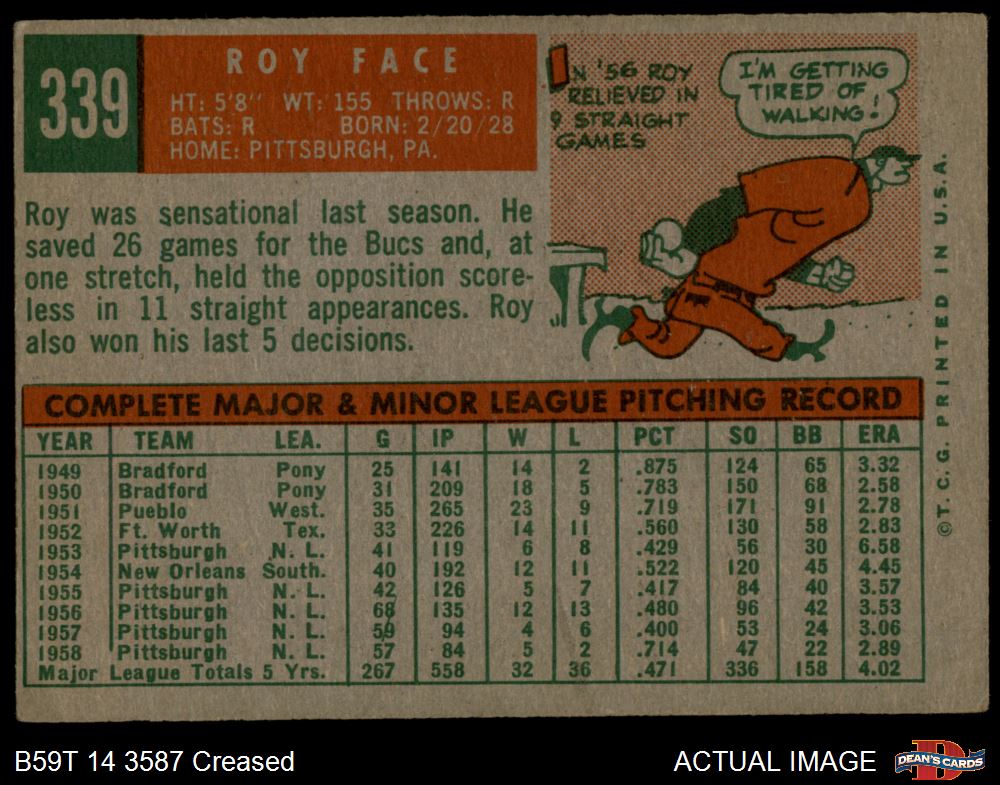 339
ROY FACE
HT: 5'8" WT: 155 THROWS: R
BATS: R BORN: 2/20/28
HOME: PITTSBURGH, PA.
IN '56 ROY
RELIEVED IN
9 STRAIGHT
GAMES
I'M GETTING
TIRED OF
WALKING!
Roy was sensational last season. He
saved 26 games for the Bucs and, at
one stretch, held the opposition score-
less in 11 straight appearances. Roy
also won his last 5 decisions.
COMPLETE MAJOR & MINOR LEAGUE PITCHING RECORD
YEAR TEAM LEA. G IP W L PCT SO BB ERA
1949 Bradford Pony 25 141 14 2 .875 124 65 3.32
1950 Bradford Pony 31 209 18 5 .783 150 68 2.58
1951 Pueblo West. 35 265 23 9 .719 171 91 2.78
1952 Ft. Worth Tex. 33 226 14 11 .560 130 58 2.83
1953 Pittsburgh N. L. 41 119 6 8 .429 56 30 6.58
1954 New Orleans South. 40 192 12 11 .522 120 45 4.45
1955 Pittsburgh N. L. 42 126 5 7 .417 84 40 3.57
1956 Pittsburgh N. L. 68 135 12 13 .480 96 42 3.53
1957 Pittsburgh N. L. 59 94 4 6 .400 53 24 3.06
1958 Pittsburgh N. L. 57 84 5 2 .714 47 22 2.89
Major League Totals 5 Yrs. 267 558 32 36 .471 336 158 4.02
©T. C. G. PRINTED IN U.S.A.
B59T 14 3587 Creased
ACTUAL IMAGE
D
DEAN'S CARDS